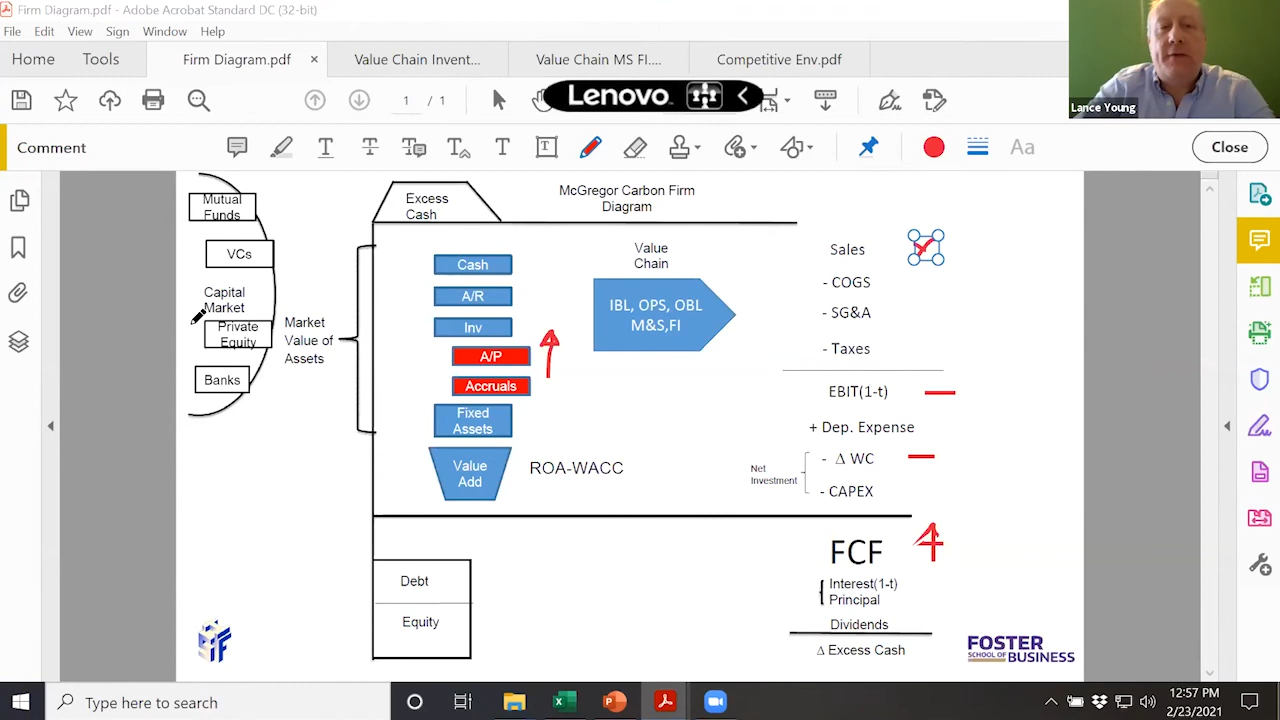 Firm Diagram.pdf - Adobe Acrobat Standard DC (32-bit)
File Edit View Sign Window Help
Home Tools Firm Diagram.pdf × Value Chain Invent... Value Chain MS FI.... Competitive Env.pdf
1 / 1
Lenovo
Lance Young
Comment
Aa
Close
Mutual
Funds
VCs
Capital
Market
Private
Equity
Banks
Market
Value of
Assets
Excess
Cash
McGregor Carbon Firm
Diagram
Cash
A/R
Inv
A/P
Accruals
Fixed
Assets
Value
Add
ROA-WACC
Value
Chain
IBL, OPS, OBL
M&S,FI
Sales
- COGS
- SG&A
- Taxes
EBIT(1-t)
+ Dep. Expense
- Δ WC
- CAPEX
Net
Investment
FCF
Interest(1-t)
Principal
Dividends
Δ Excess Cash
Debt
Equity
FOSTER
SCHOOL OF BUSINESS
Type here to search
12:57 PM
2/23/2021